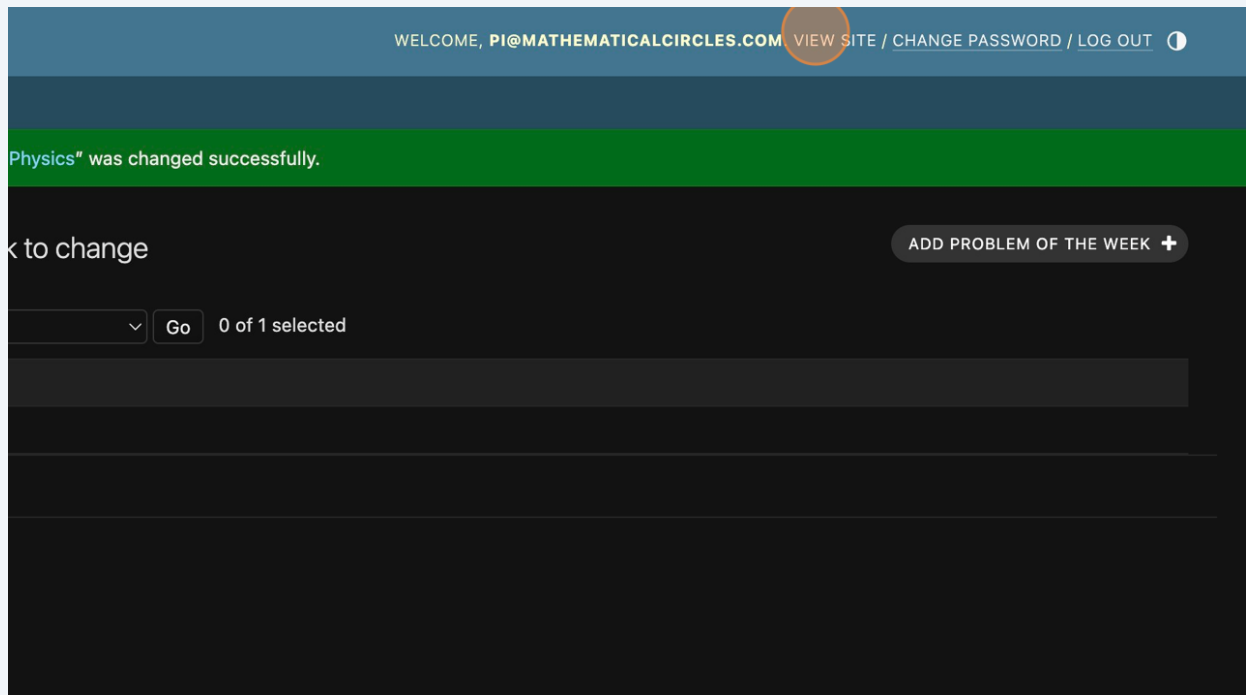 WELCOME, PI@MATHEMATICALCIRCLES.COM. VIEW SITE / CHANGE PASSWORD / LOG OUT
Physics" was changed successfully.
k to change
ADD PROBLEM OF THE WEEK +
Go 0 of 1 selected